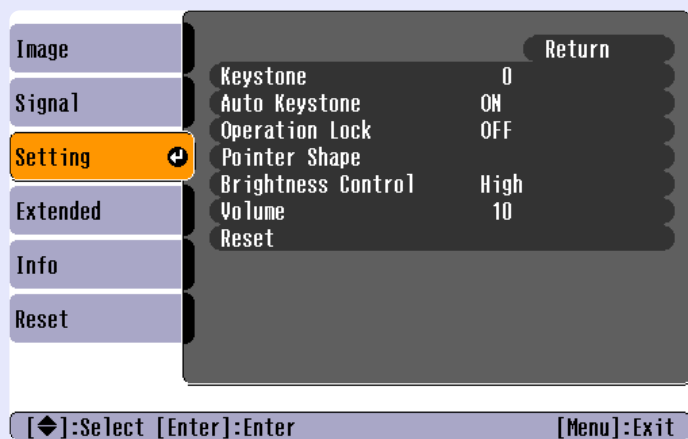 Image
Signal
Setting
Extended
Info
Reset
Return
Keystone 0
Auto Keystone ON
Operation Lock OFF
Pointer Shape
Brightness Control High
Volume 10
Reset
[◆]:Select [Enter]:Enter [Menu]:Exit